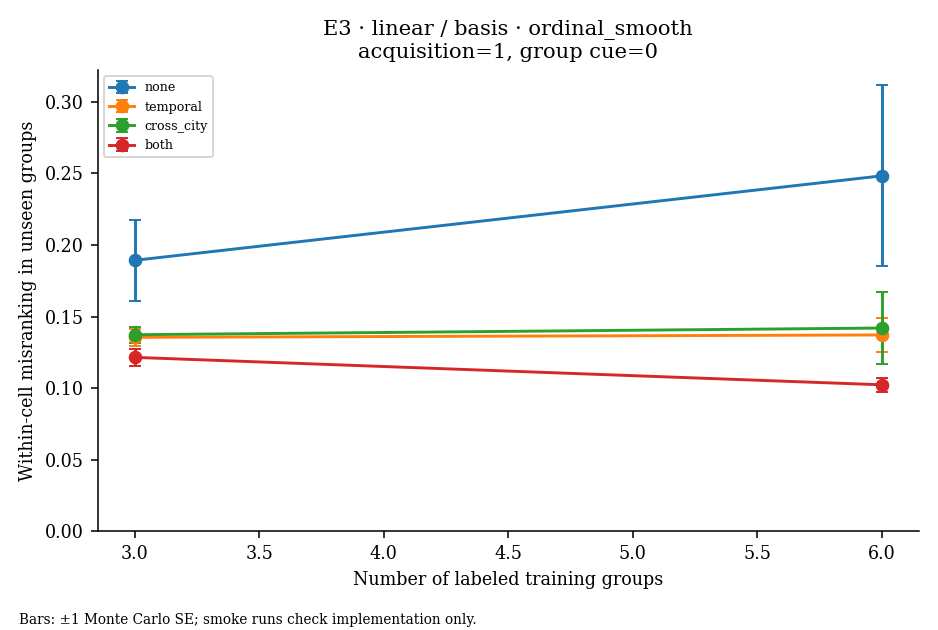 E3 · linear / basis · ordinal_smooth
acquisition=1, group cue=0
Within-cell misranking in unseen groups
0.30
0.25
0.20
0.15
0.10
0.05
0.00
none
temporal
cross_city
both
3.0 3.5 4.0 4.5 5.0 5.5 6.0
Number of labeled training groups
Bars: ±1 Monte Carlo SE; smoke runs check implementation only.